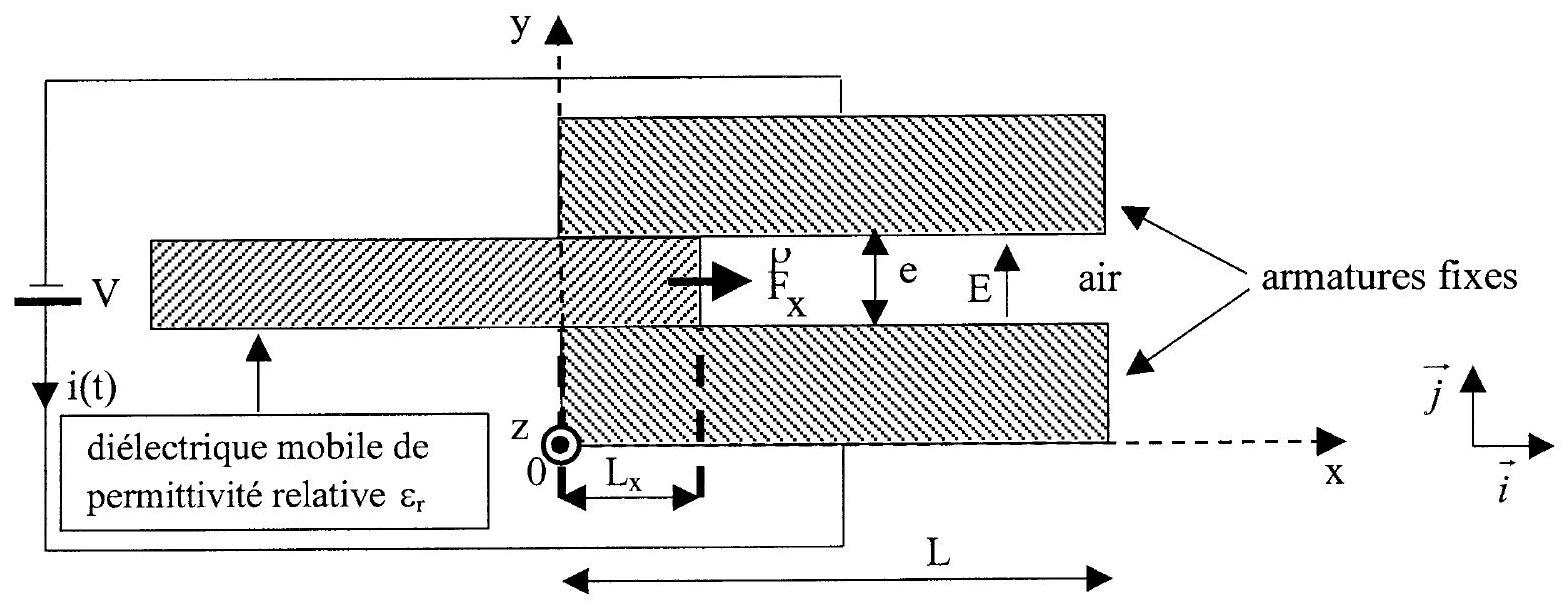 y
V
ρ
F x
e
E
air
armatures fixes
i(t)
diélectrique mobile de
permittivité relative εr
z
0
Lx
x
j
i
L